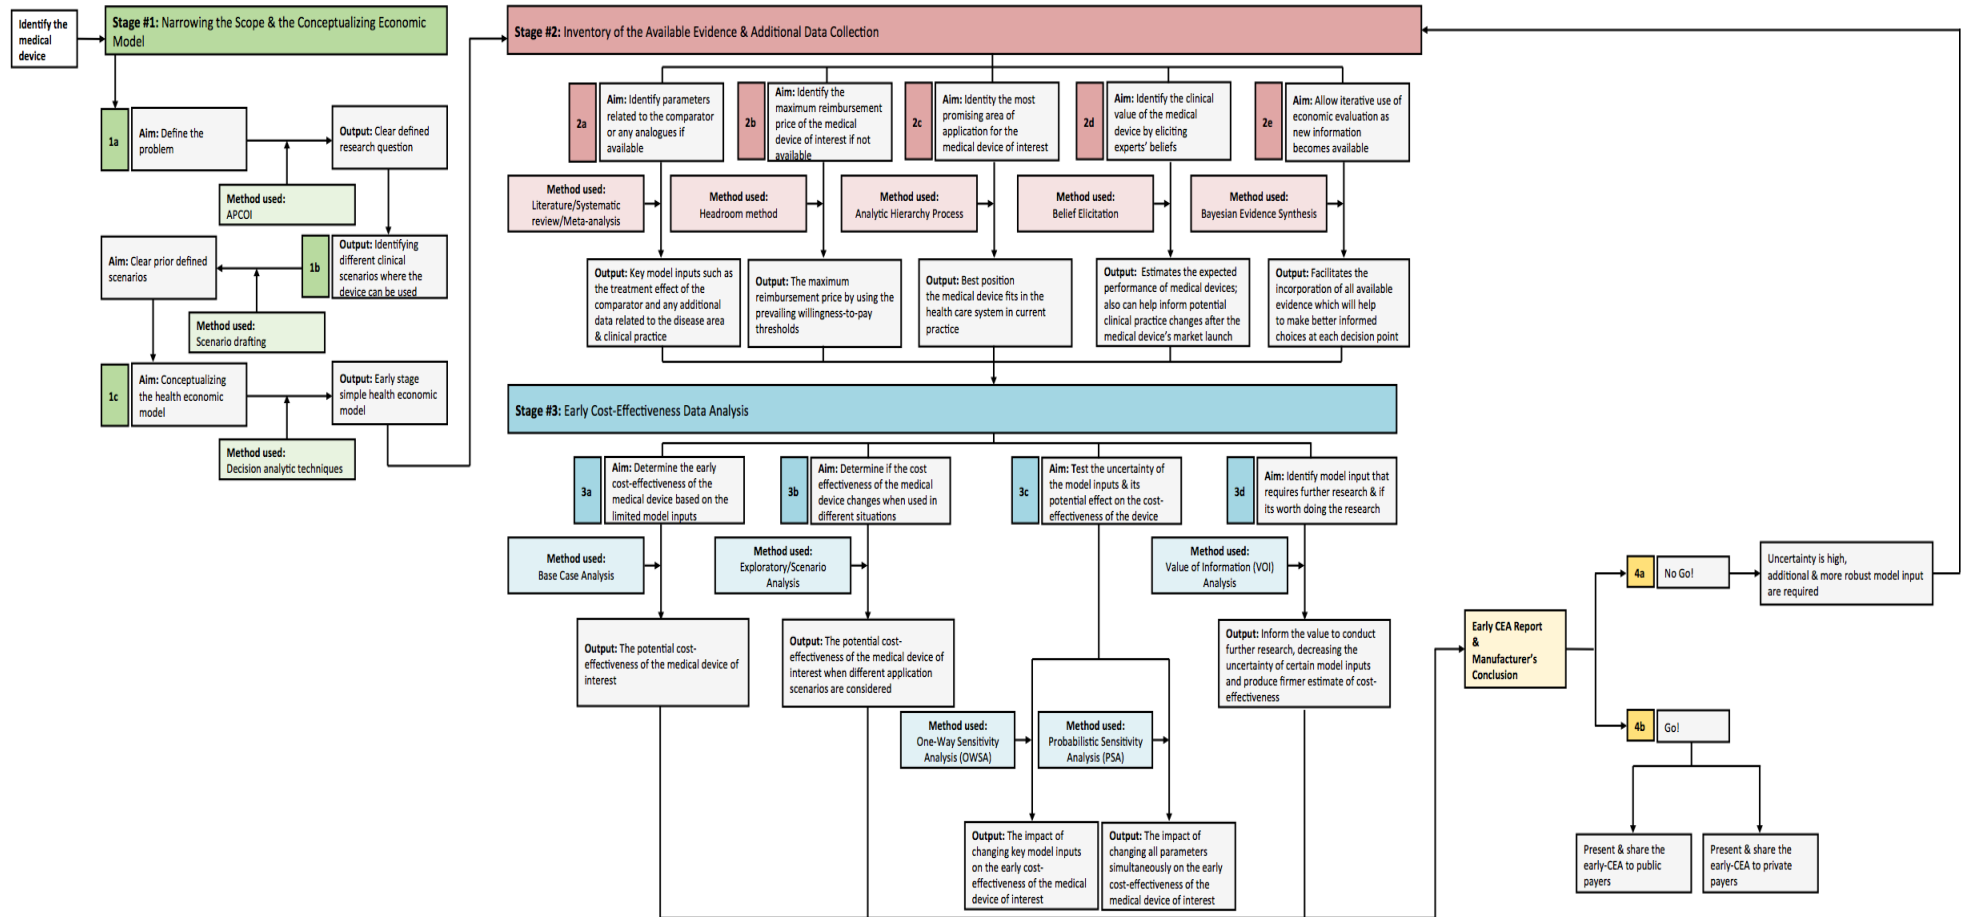 Identify the
medical
device
Stage #1: Narrowing the Scope & the Conceptualizing Economic
Model
1a
Aim: Define the
problem
Output: Clear defined
research question
Method used:
APCOI
Aim: Clear prior defined
scenarios
1b
Output: Identifying
different clinical
scenarios where the
device can be used
Method used:
Scenario drafting
1c
Aim: Conceptualizing
the health economic
model
Output: Early stage
simple health economic
model
Method used:
Decision analytic techniques
Stage #2: Inventory of the Available Evidence & Additional Data Collection
2a
Aim: Identify parameters
related to the comparator
or any analogues if
available
2b
Aim: Identify the
maximum reimbursement
price of the medical
device of interest if not
available
2c
Aim: Identity the most
promising area of
application for the
medical device of interest
2d
Aim: Identify the clinical
value of the medical
device by eliciting
experts' beliefs
2e
Aim: Allow iterative use of
economic evaluation as
new information
becomes available
Method used:
Literature/Systematic
review/Meta-analysis
Method used:
Headroom method
Method used:
Analytic Hierarchy Process
Method used:
Belief Elicitation
Method used:
Bayesian Evidence Synthesis
Output: Key model inputs such as
the treatment effect of the
comparator and any additional
data related to the disease area
& clinical practice
Output: The maximum
reimbursement price by using the
prevailing willingness-to-pay
thresholds
Output: Best position
the medical device fits in the
health care system in current
practice
Output: Estimates the expected
performance of medical devices;
also can help inform potential
clinical practice changes after the
medical device's market launch
Output: Facilitates the
incorporation of all available
evidence which will help
to make better informed
choices at each decision point
Stage #3: Early Cost-Effectiveness Data Analysis
3a
Aim: Determine the early
cost-effectiveness of the
medical device based on the
limited model inputs
3b
Aim: Determine if the cost
effectiveness of the medical
device changes when used in
different situations
3c
Aim: Test the uncertainty of
the model inputs & its
potential effect on the cost-
effectiveness of the device
3d
Aim: Identify model input that
requires further research & if
its worth doing the research
Method used:
Base Case Analysis
Method used:
Exploratory/Scenario
Analysis
Method used:
Value of Information (VOI)
Analysis
Output: The potential cost-
effectiveness of the medical device of
interest
Output: The potential cost-
effectiveness of the medical device of
interest when different application
scenarios are considered
Output: Inform the value to conduct
further research, decreasing the
uncertainty of certain model inputs
and produce firmer estimate of cost-
effectiveness
Method used:
One-Way Sensitivity
Analysis (OWSA)
Method used:
Probabilistic Sensitivity
Analysis (PSA)
Output: The impact of
changing key model inputs
on the early cost-
effectiveness of the medical
device of interest
Output: The impact of
changing all parameters
simultaneously on the early
cost-effectiveness of the
medical device of interest
Early CEA Report
&
Manufacturer's
Conclusion
4a
No Go!
Uncertainty is high,
additional & more robust model input
are required
4b
Go!
Present & share the
early-CEA to public
payers
Present & share the
early-CEA to private
payers